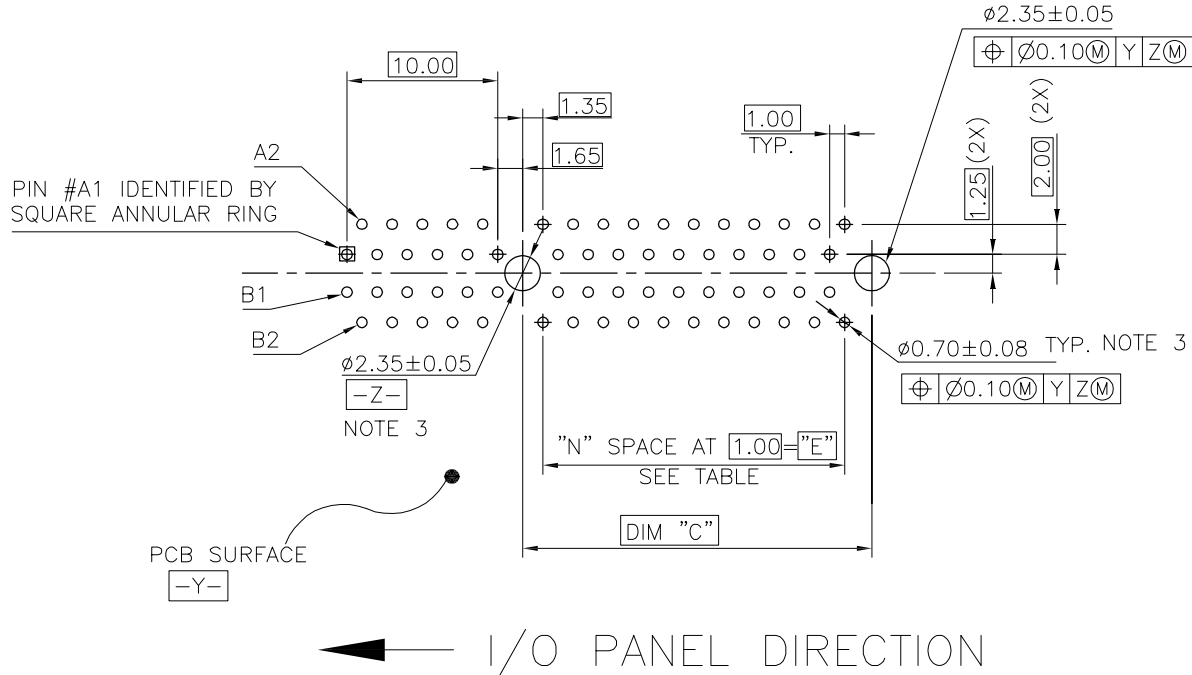 ø2.35±0.05
⌖ Ø0.10Ⓜ Y ZⓂ
10.00
1.35
1.00
TYP.
1.25 (2X)
2.00 (2X)
1.65
A2
PIN #A1 IDENTIFIED BY
SQUARE ANNULAR RING
B1
B2
ø2.35±0.05
-Z-
NOTE 3
ø0.70±0.08 TYP. NOTE 3
⌖ Ø0.10Ⓜ Y ZⓂ
"N" SPACE AT 1.00="E"
SEE TABLE
DIM "C"
PCB SURFACE
-Y-
I/O PANEL DIRECTION